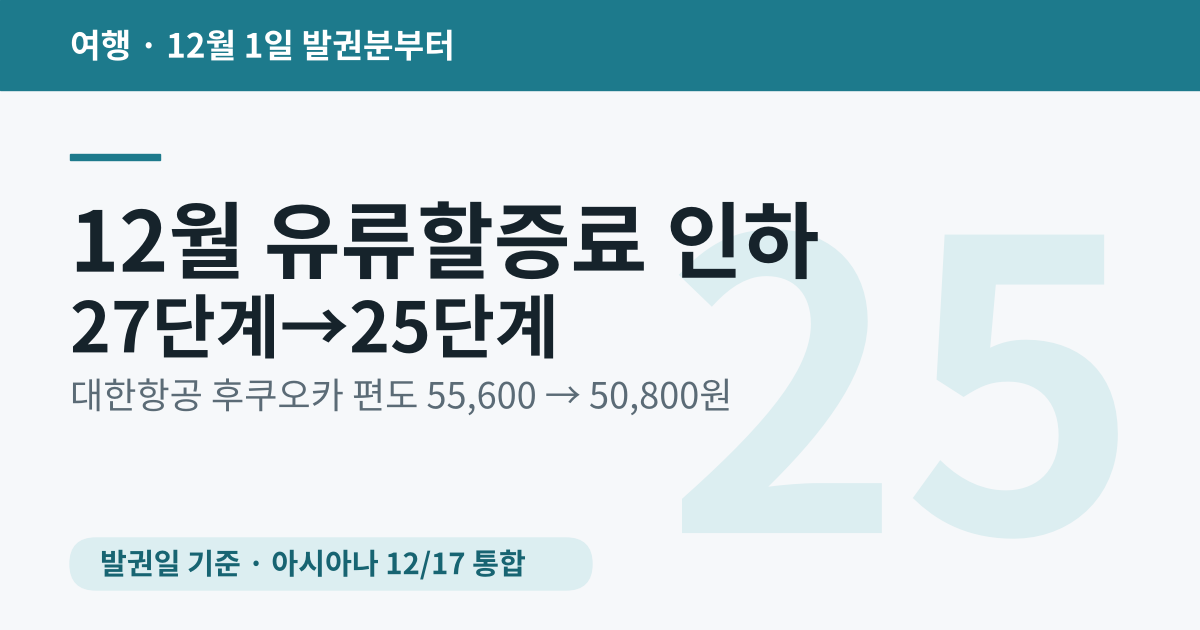 여행 · 12월 1일 발권분부터
12월 유류할증료 인하
27단계→25단계
대한항공 후쿠오카 편도 55,600 → 50,800원
25
발권일 기준 · 아시아나 12/17 통합